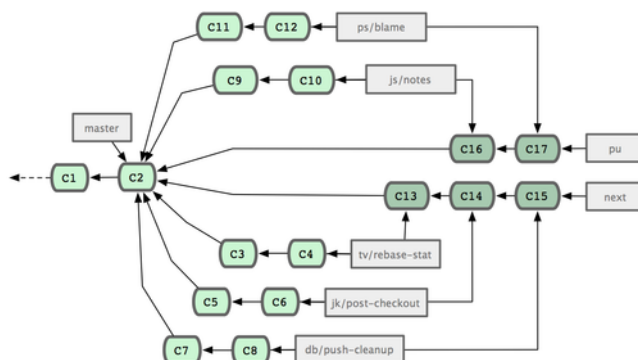 C11 C12 ps/blame
C9 C10 js/notes
master
C16 C17 pu
C1 C2
C13 C14 C15 next
C3 C4 tv/rebase-stat
C5 C6 jk/post-checkout
C7 C8 db/push-cleanup